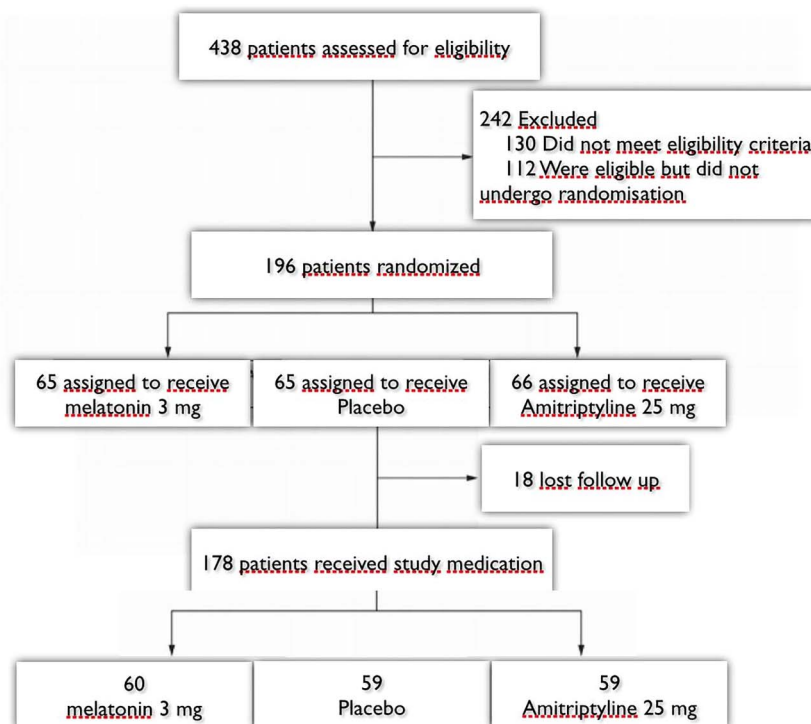 438 patients assessed for eligibility
242 Excluded
130 Did not meet eligibility criteria
112 Were eligible but did not
undergo randomisation
196 patients randomized
65 assigned to receive
melatonin 3 mg
65 assigned to receive
Placebo
66 assigned to receive
Amitriptyline 25 mg
18 lost follow up
178 patients received study medication
60
melatonin 3 mg
59
Placebo
59
Amitriptyline 25 mg